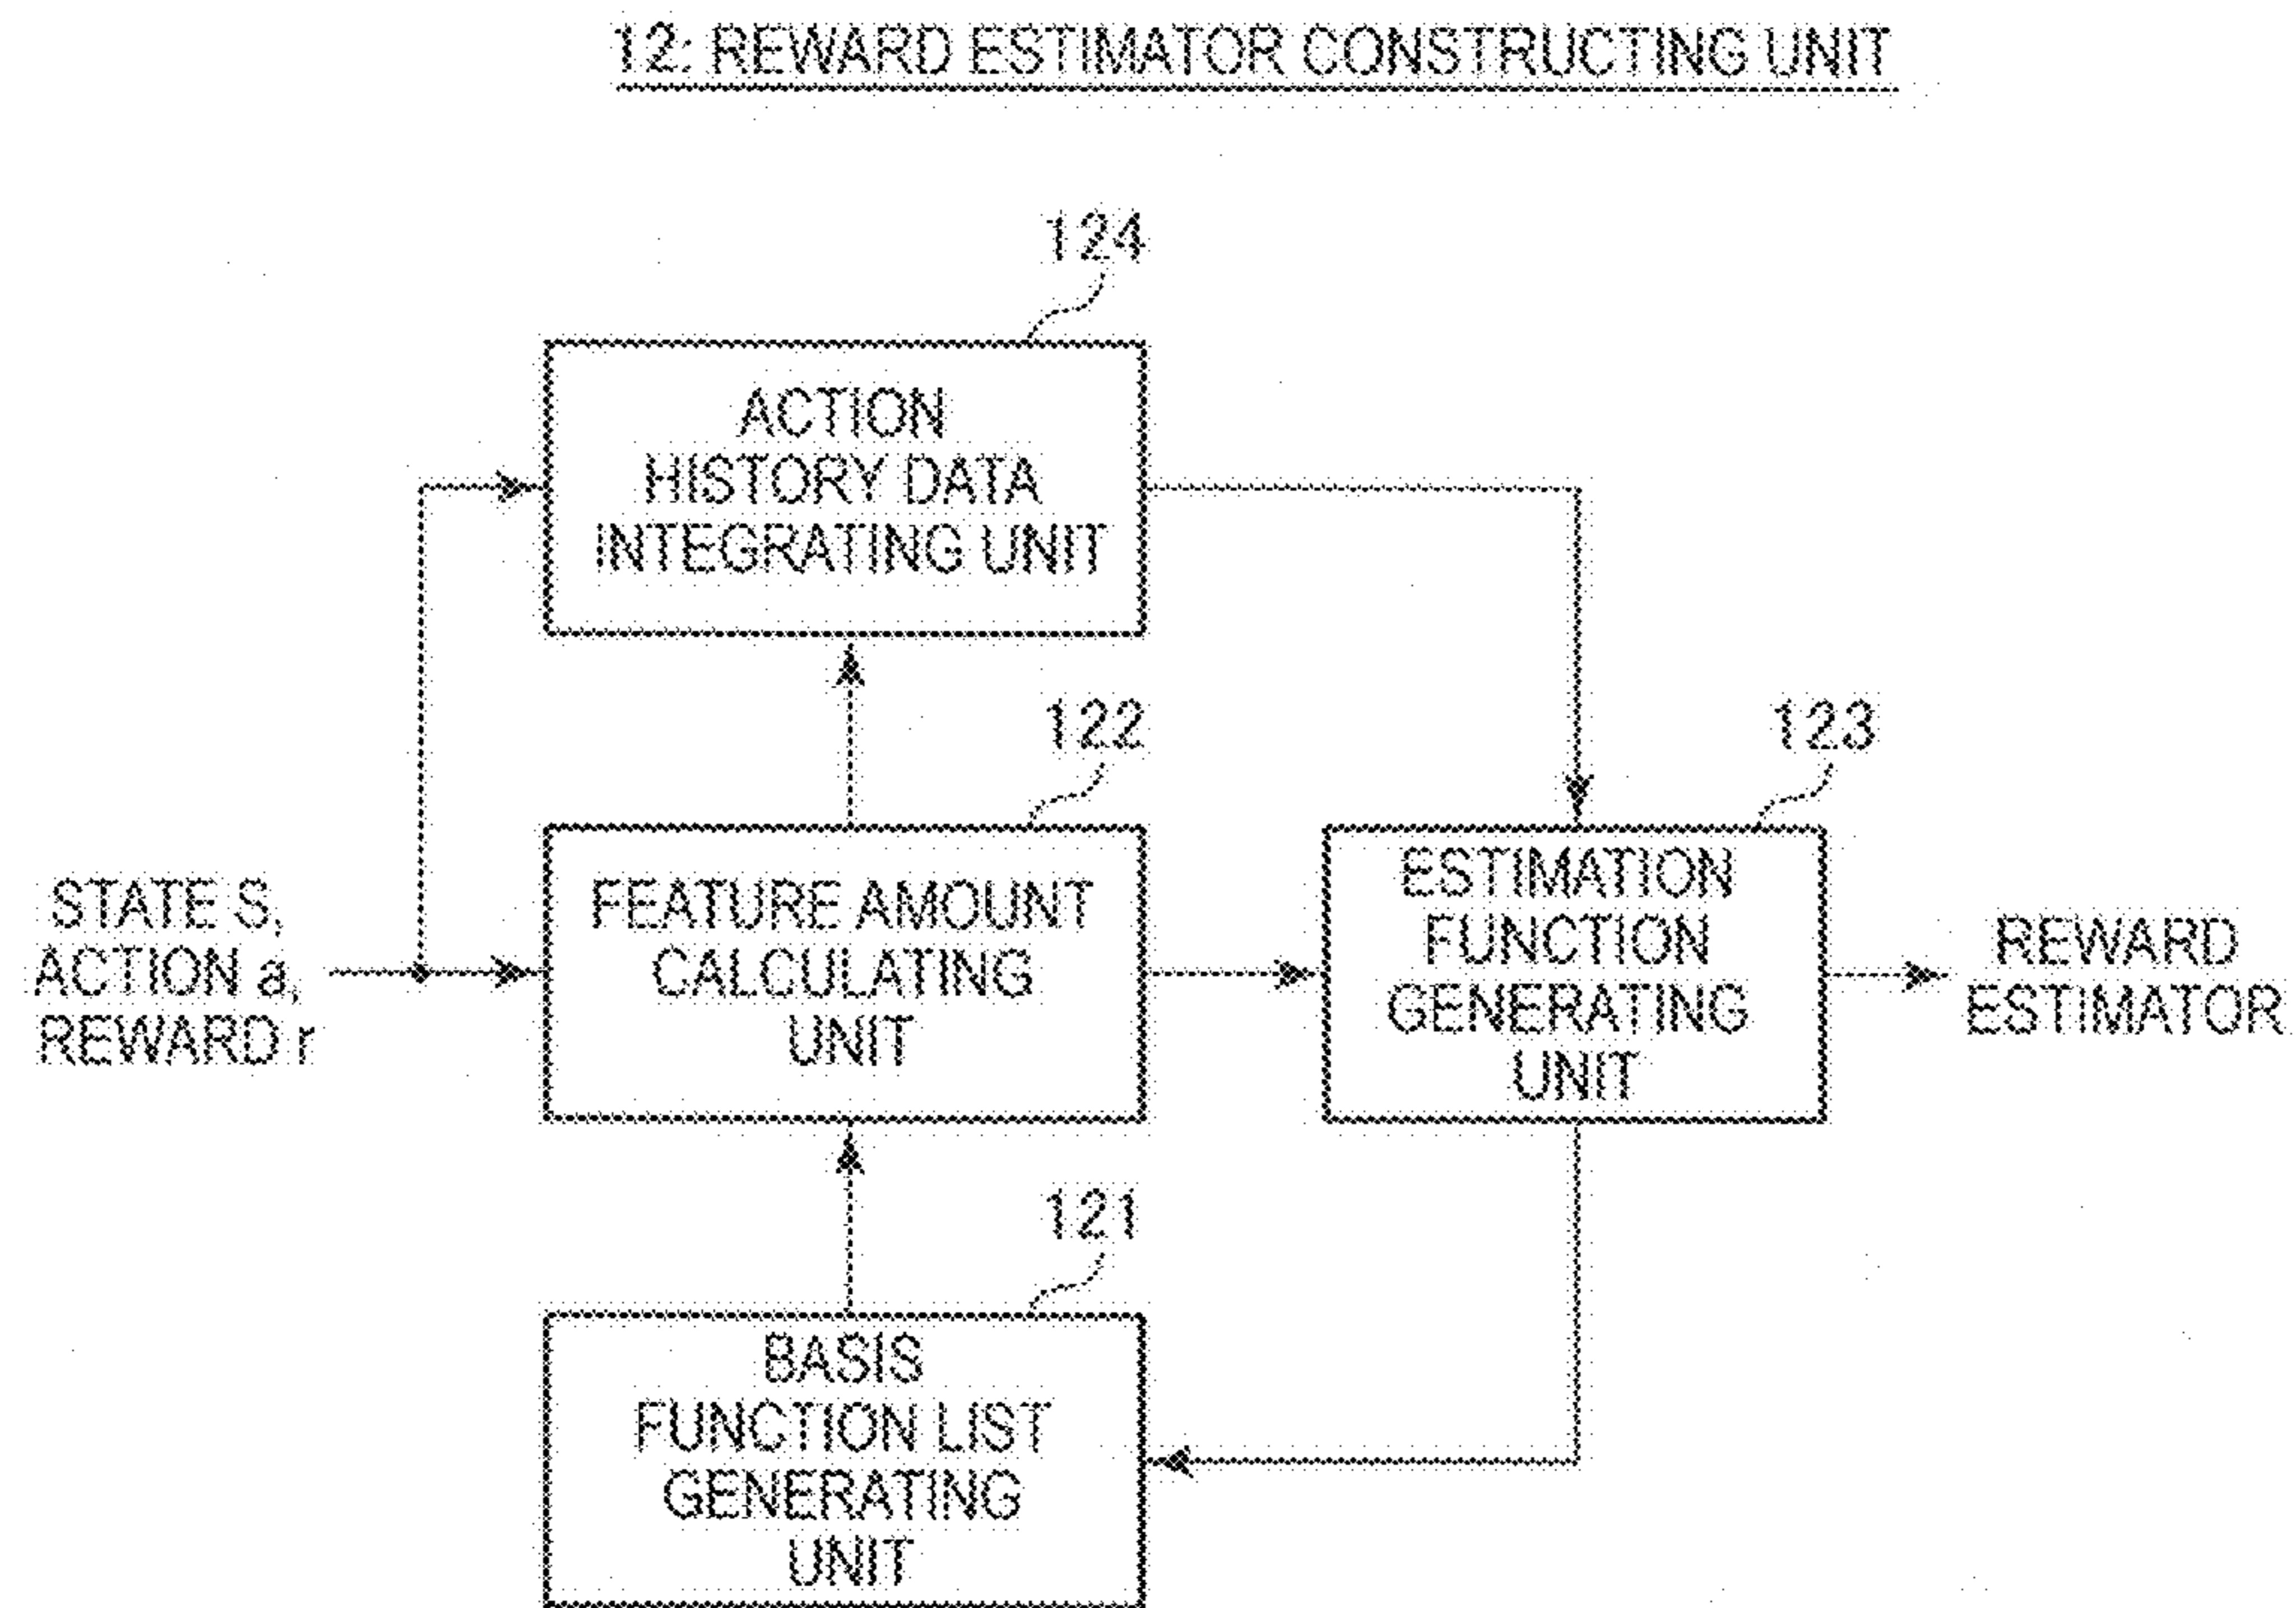 12: REWARD ESTIMATOR CONSTRUCTING UNIT
124
ACTION
HISTORY DATA
INTEGRATING UNIT
122
123
STATE S,
ACTION a,
REWARD r
FEATURE AMOUNT
CALCULATING
UNIT
ESTIMATION
FUNCTION
GENERATING
UNIT
REWARD
ESTIMATOR
121
BASIS
FUNCTION LIST
GENERATING
UNIT